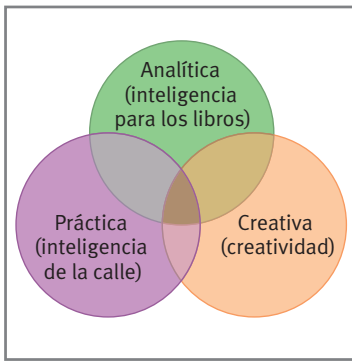 Analítica
(inteligencia
para los libros)
Práctica
(inteligencia
de la calle)
Creativa
(creatividad)